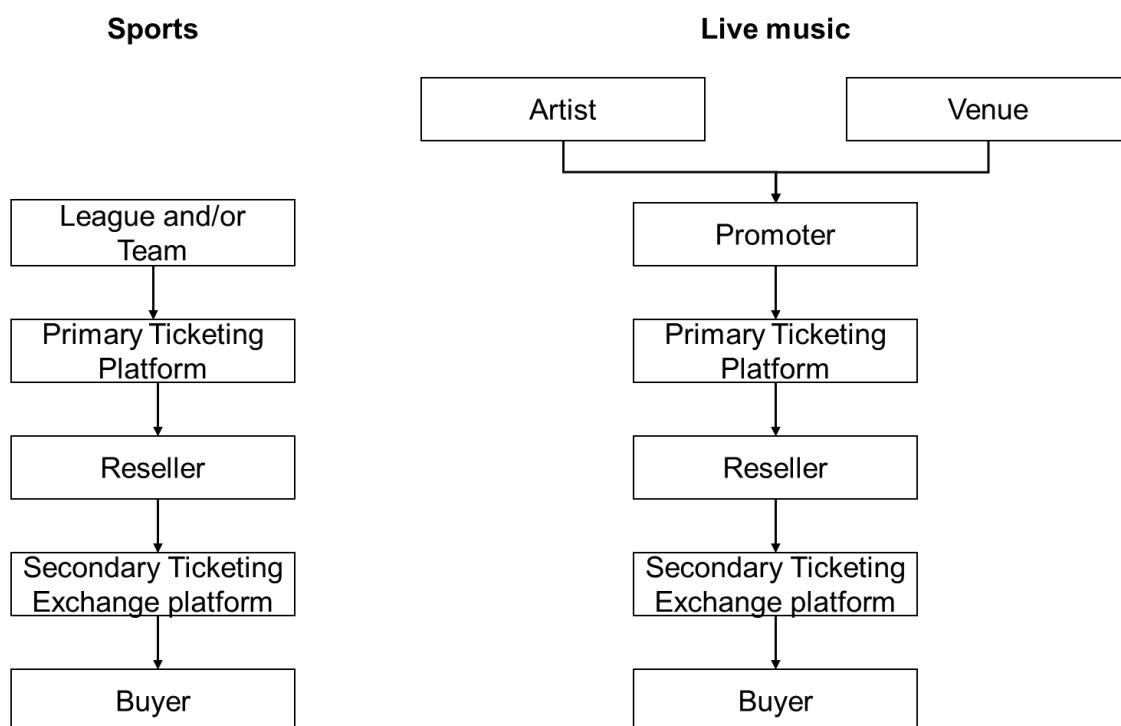 Sports
League and/or
Team
Primary Ticketing
Platform
Reseller
Secondary Ticketing
Exchange platform
Buyer
Live music
Artist
Venue
Promoter
Primary Ticketing
Platform
Reseller
Secondary Ticketing
Exchange platform
Buyer